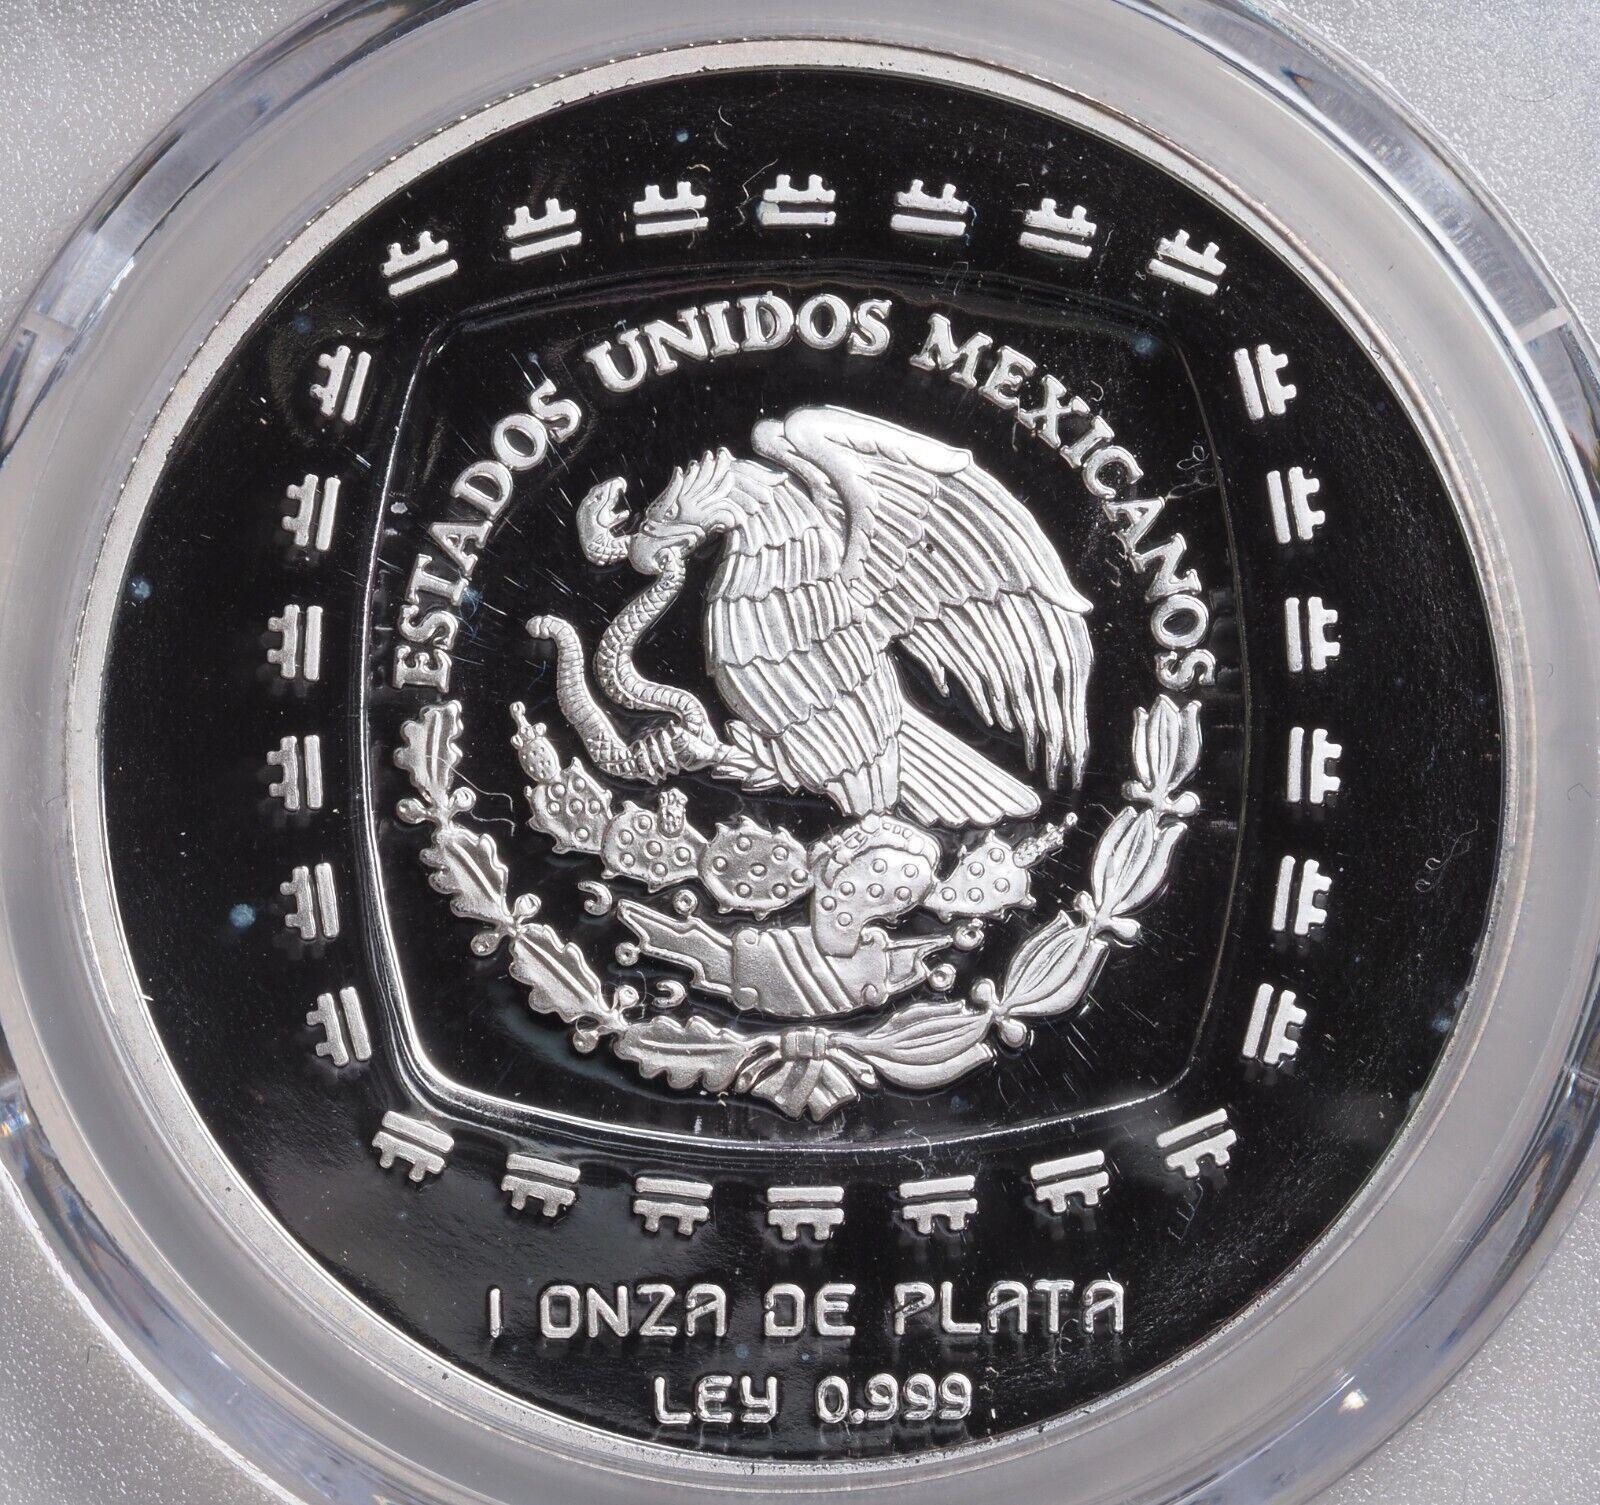 ESTADOS UNIDOS MEXICANOS
1 ONZA DE PLATA
LEY 0.999